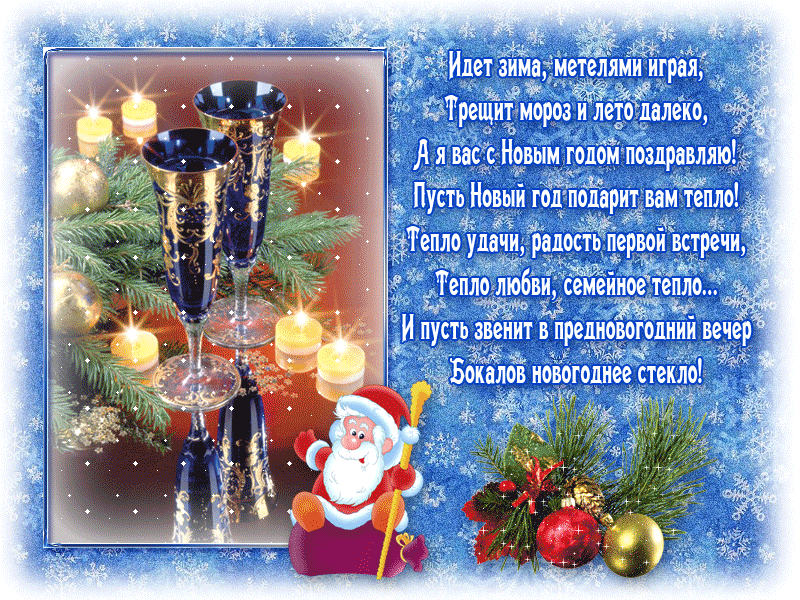 Идет зима, метелями играя,
Трещит мороз и лето далеко,
А я вас с Новым годом поздравляю!
Пусть Новый год подарит вам тепло!
Тепло удачи, радость первой встречи,
Тепло любви, семейное тепло...
И пусть звенит в предновогодний вечер
Бокалов новогоднее стекло!